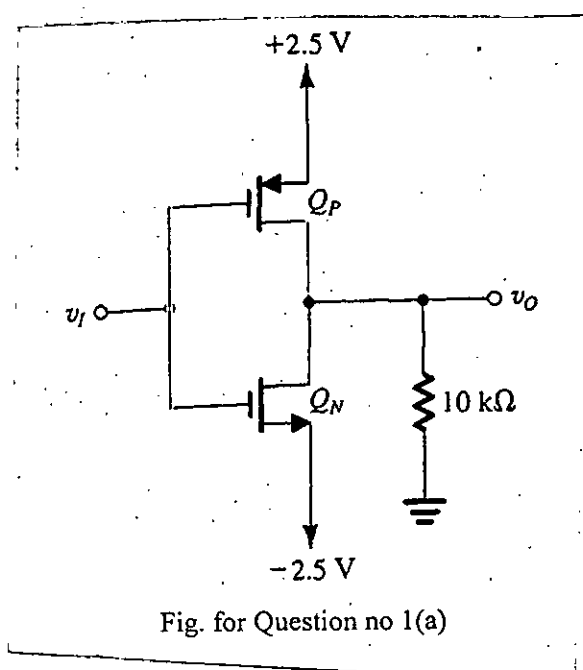 +2.5 V
Q_P
v_I
v_O
Q_N
10 kΩ
−2.5 V
Fig. for Question no 1(a)